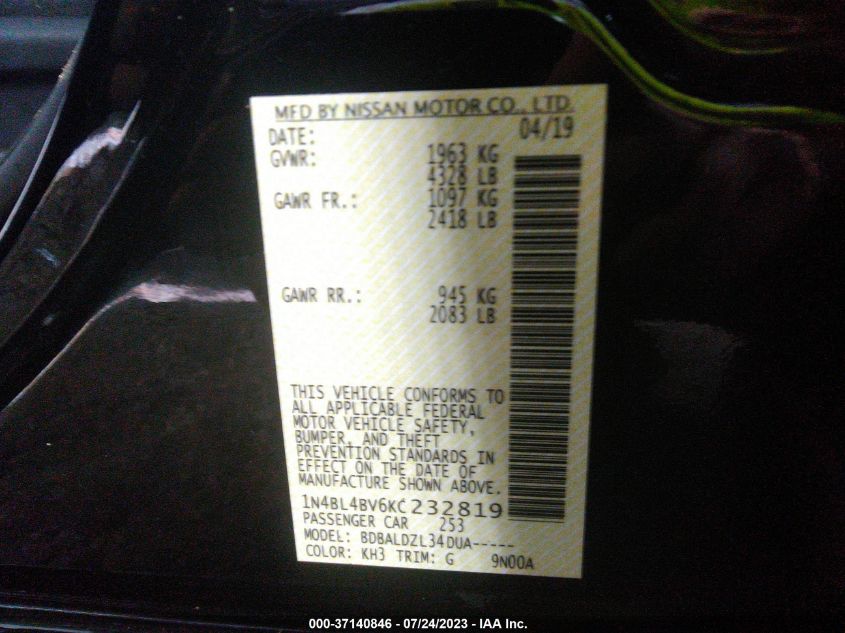 MFD BY NISSAN MOTOR CO., LTD.
DATE: 04/19
GVWR: 1963 KG
4328 LB
GAWR FR.: 1097 KG
2418 LB
GAWR RR.: 945 KG
2083 LB
THIS VEHICLE CONFORMS TO
ALL APPLICABLE FEDERAL
MOTOR VEHICLE SAFETY,
BUMPER, AND THEFT
PREVENTION STANDARDS IN
EFFECT ON THE DATE OF
MANUFACTURE SHOWN ABOVE.
1N4BL4BV6KC232819
PASSENGER CAR 253
MODEL: BDBALDZL34DUA-----
COLOR: KH3 TRIM: G 9N00A
000-37140846 - 07/24/2023 - IAA Inc.